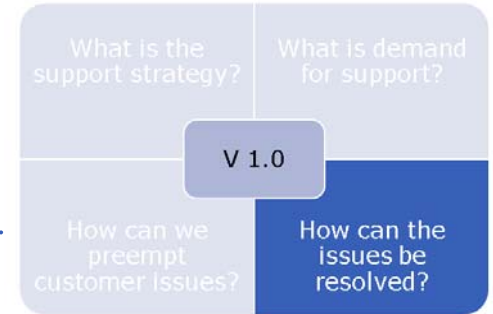 What is the
support strategy?
What is demand
for support?
V 1.0
How can we
preempt
customer issues?
How can the
issues be
resolved?